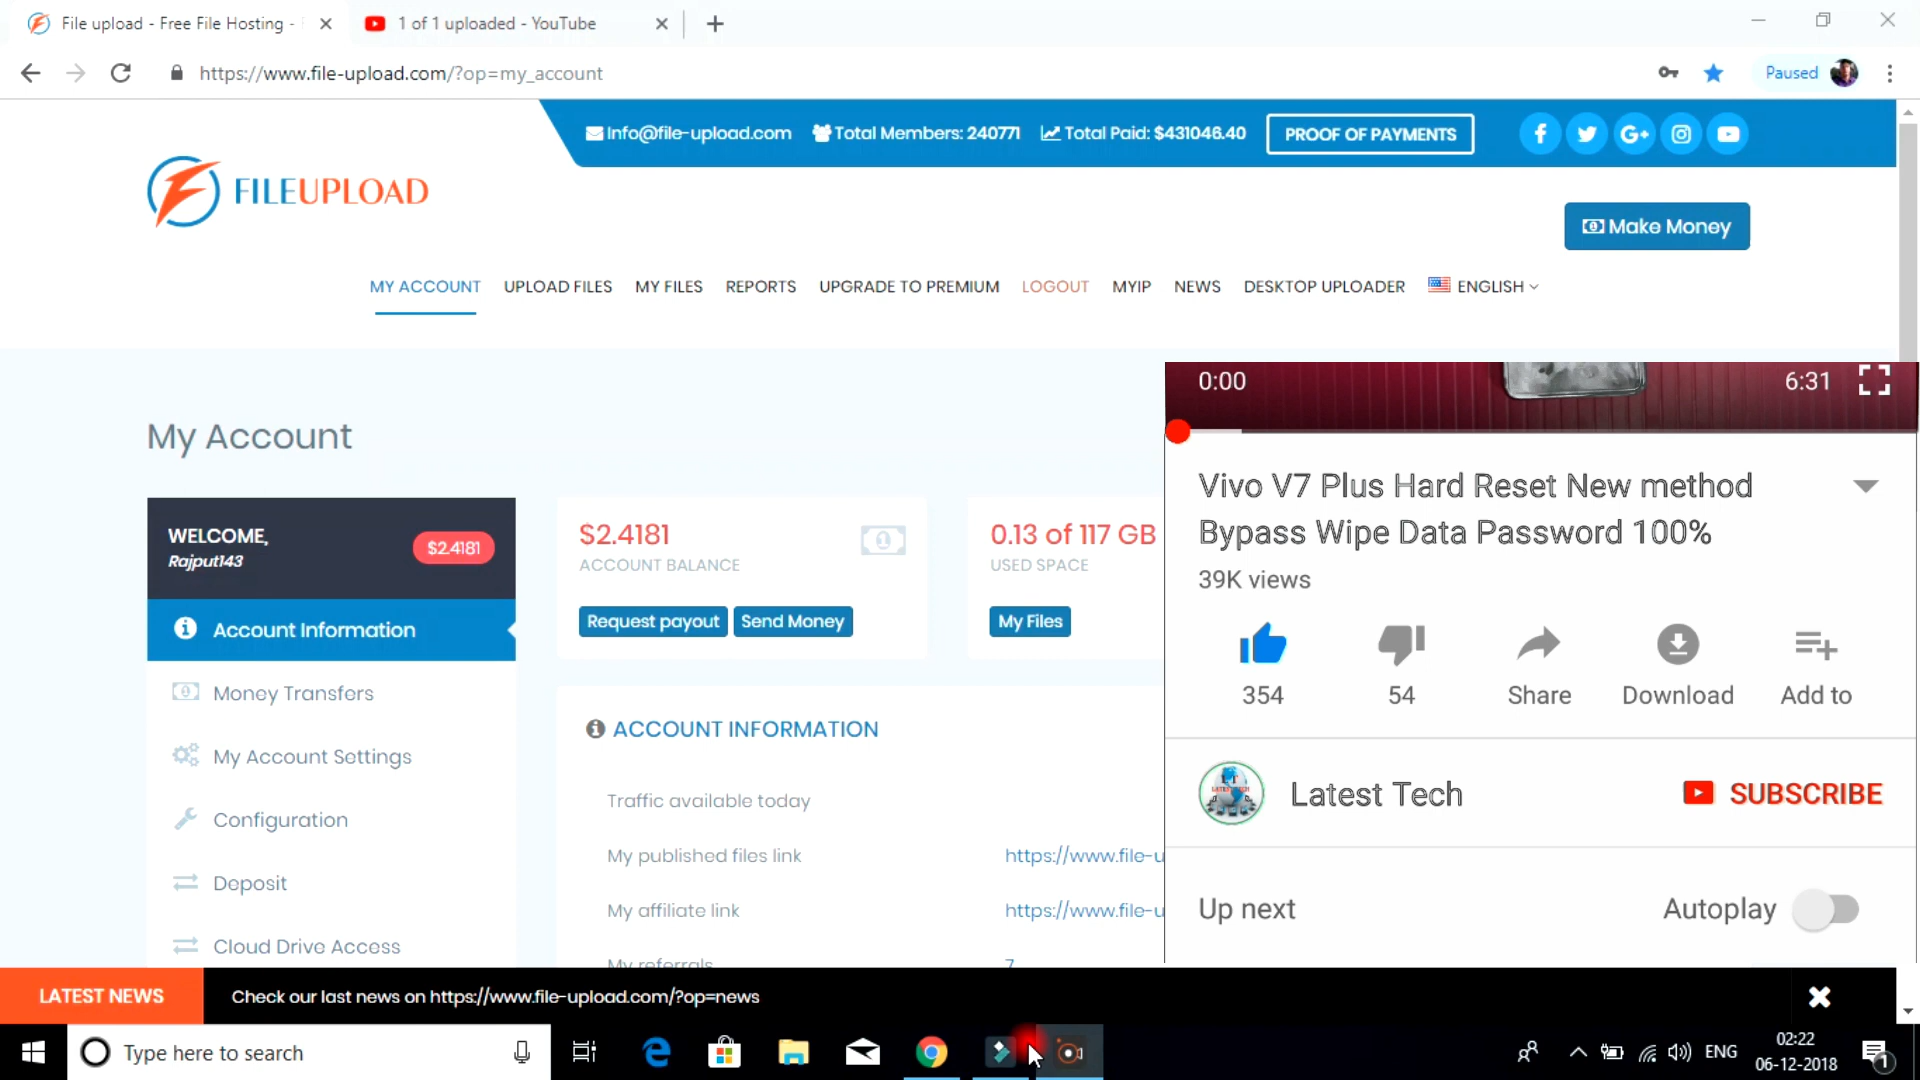 File upload - Free File Hosting -
1 of 1 uploaded - YouTube
https://www.file-upload.com/?op=my_account
Paused
Info@file-upload.com
Total Members: 240771
Total Paid: $431046.40
PROOF OF PAYMENTS
FILEUPLOAD
Make Money
MY ACCOUNT
UPLOAD FILES
MY FILES
REPORTS
UPGRADE TO PREMIUM
LOGOUT
MYIP
NEWS
DESKTOP UPLOADER
ENGLISH
My Account
WELCOME,
Rajput143
$2.4181
Account Information
Money Transfers
My Account Settings
Configuration
Deposit
Cloud Drive Access
$2.4181
ACCOUNT BALANCE
Request payout
Send Money
0.13 of 117 GB
USED SPACE
My Files
ACCOUNT INFORMATION
Traffic available today
My published files link
https://www.file-u
My affiliate link
https://www.file-u
My referrals
7
0:00
6:31
Vivo V7 Plus Hard Reset New method
Bypass Wipe Data Password 100%
39K views
354
54
Share
Download
Add to
Latest Tech
SUBSCRIBE
Up next
Autoplay
LATEST NEWS
Check our last news on https://www.file-upload.com/?op=news
Type here to search
ENG
02:22
06-12-2018
1